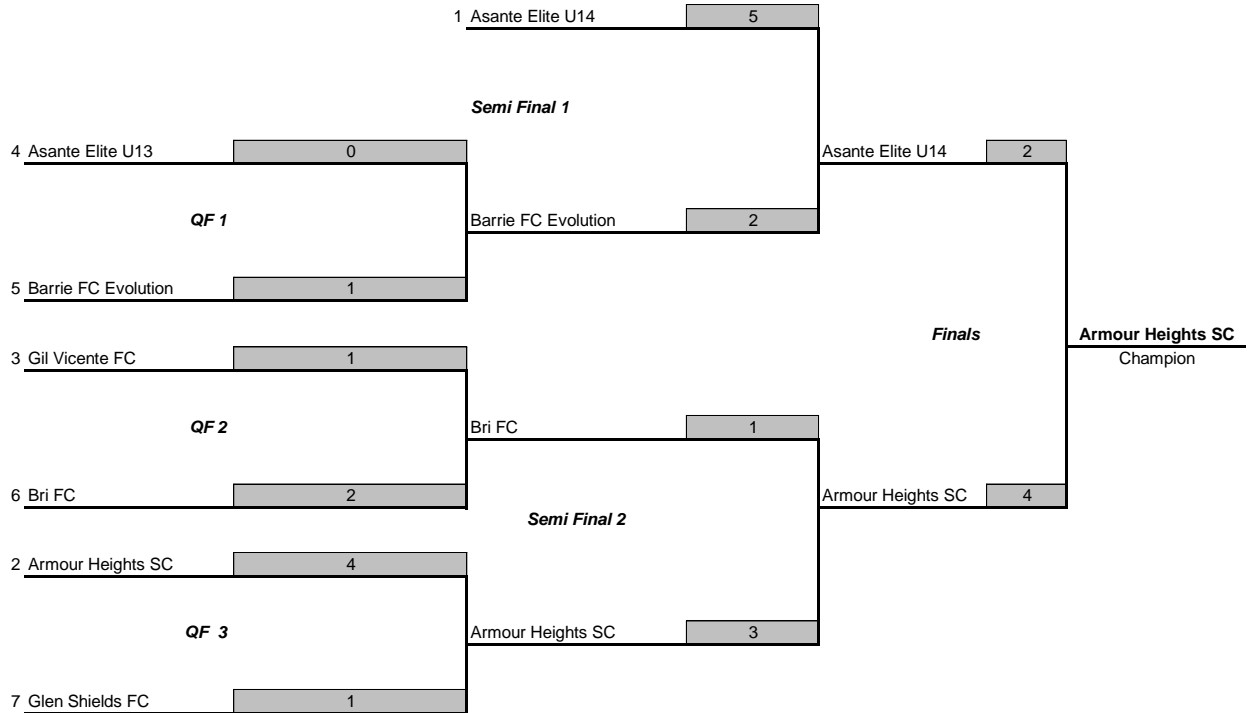 1 Asante Elite U14 5
Semi Final 1
4 Asante Elite U13 0
Asante Elite U14 2
QF 1
Barrie FC Evolution 2
5 Barrie FC Evolution 1
Finals
Armour Heights SC
3 Gil Vicente FC 1
Champion
QF 2
Bri FC 1
6 Bri FC 2
Armour Heights SC 4
Semi Final 2
2 Armour Heights SC 4
QF 3
Armour Heights SC 3
7 Glen Shields FC 1